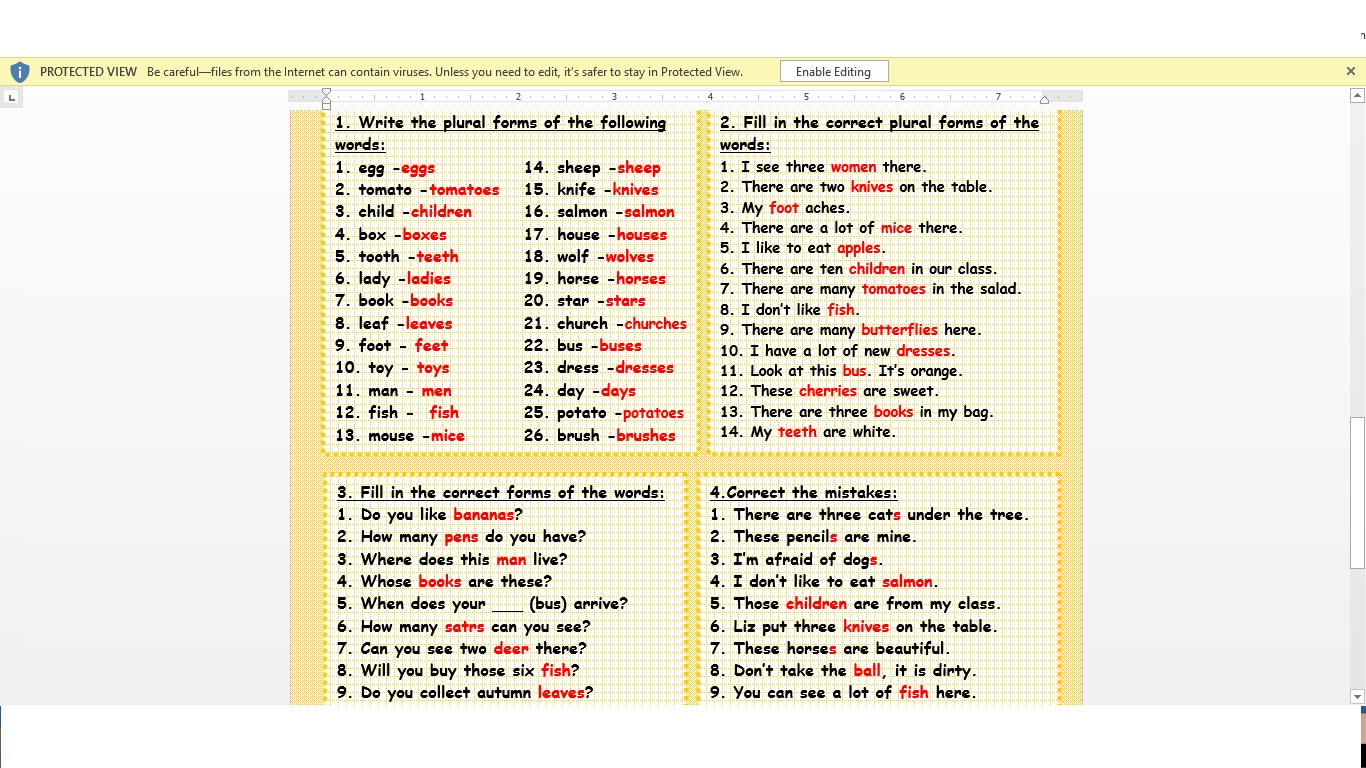 PROTECTED VIEW Be careful—files from the Internet can contain viruses. Unless you need to edit, it's safer to stay in Protected View. Enable Editing
1 2 3 4 5 6 7
1. Write the plural forms of the following
words:
1. egg -eggs
2. tomato -tomatoes
3. child -children
4. box -boxes
5. tooth -teeth
6. lady -ladies
7. book -books
8. leaf -leaves
9. foot - feet
10. toy - toys
11. man - men
12. fish - fish
13. mouse -mice
14. sheep -sheep
15. knife -knives
16. salmon -salmon
17. house -houses
18. wolf -wolves
19. horse -horses
20. star -stars
21. church -churches
22. bus -buses
23. dress -dresses
24. day -days
25. potato -potatoes
26. brush -brushes
2. Fill in the correct plural forms of the
words:
1. I see three women there.
2. There are two knives on the table.
3. My foot aches.
4. There are a lot of mice there.
5. I like to eat apples.
6. There are ten children in our class.
7. There are many tomatoes in the salad.
8. I don't like fish.
9. There are many butterflies here.
10. I have a lot of new dresses.
11. Look at this bus. It's orange.
12. These cherries are sweet.
13. There are three books in my bag.
14. My teeth are white.
3. Fill in the correct forms of the words:
1. Do you like bananas?
2. How many pens do you have?
3. Where does this man live?
4. Whose books are these?
5. When does your ___ (bus) arrive?
6. How many satrs can you see?
7. Can you see two deer there?
8. Will you buy those six fish?
9. Do you collect autumn leaves?
4.Correct the mistakes:
1. There are three cats under the tree.
2. These pencils are mine.
3. I'm afraid of dogs.
4. I don't like to eat salmon.
5. Those children are from my class.
6. Liz put three knives on the table.
7. These horses are beautiful.
8. Don't take the ball, it is dirty.
9. You can see a lot of fish here.